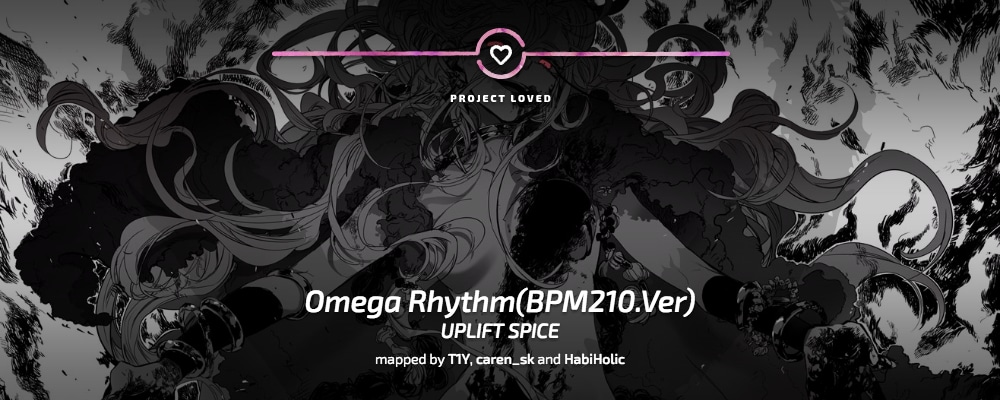 PROJECT LOVED
Omega Rhythm(BPM210.Ver)
UPLIFT SPICE
mapped by T1Y, caren_sk and HabiHolic